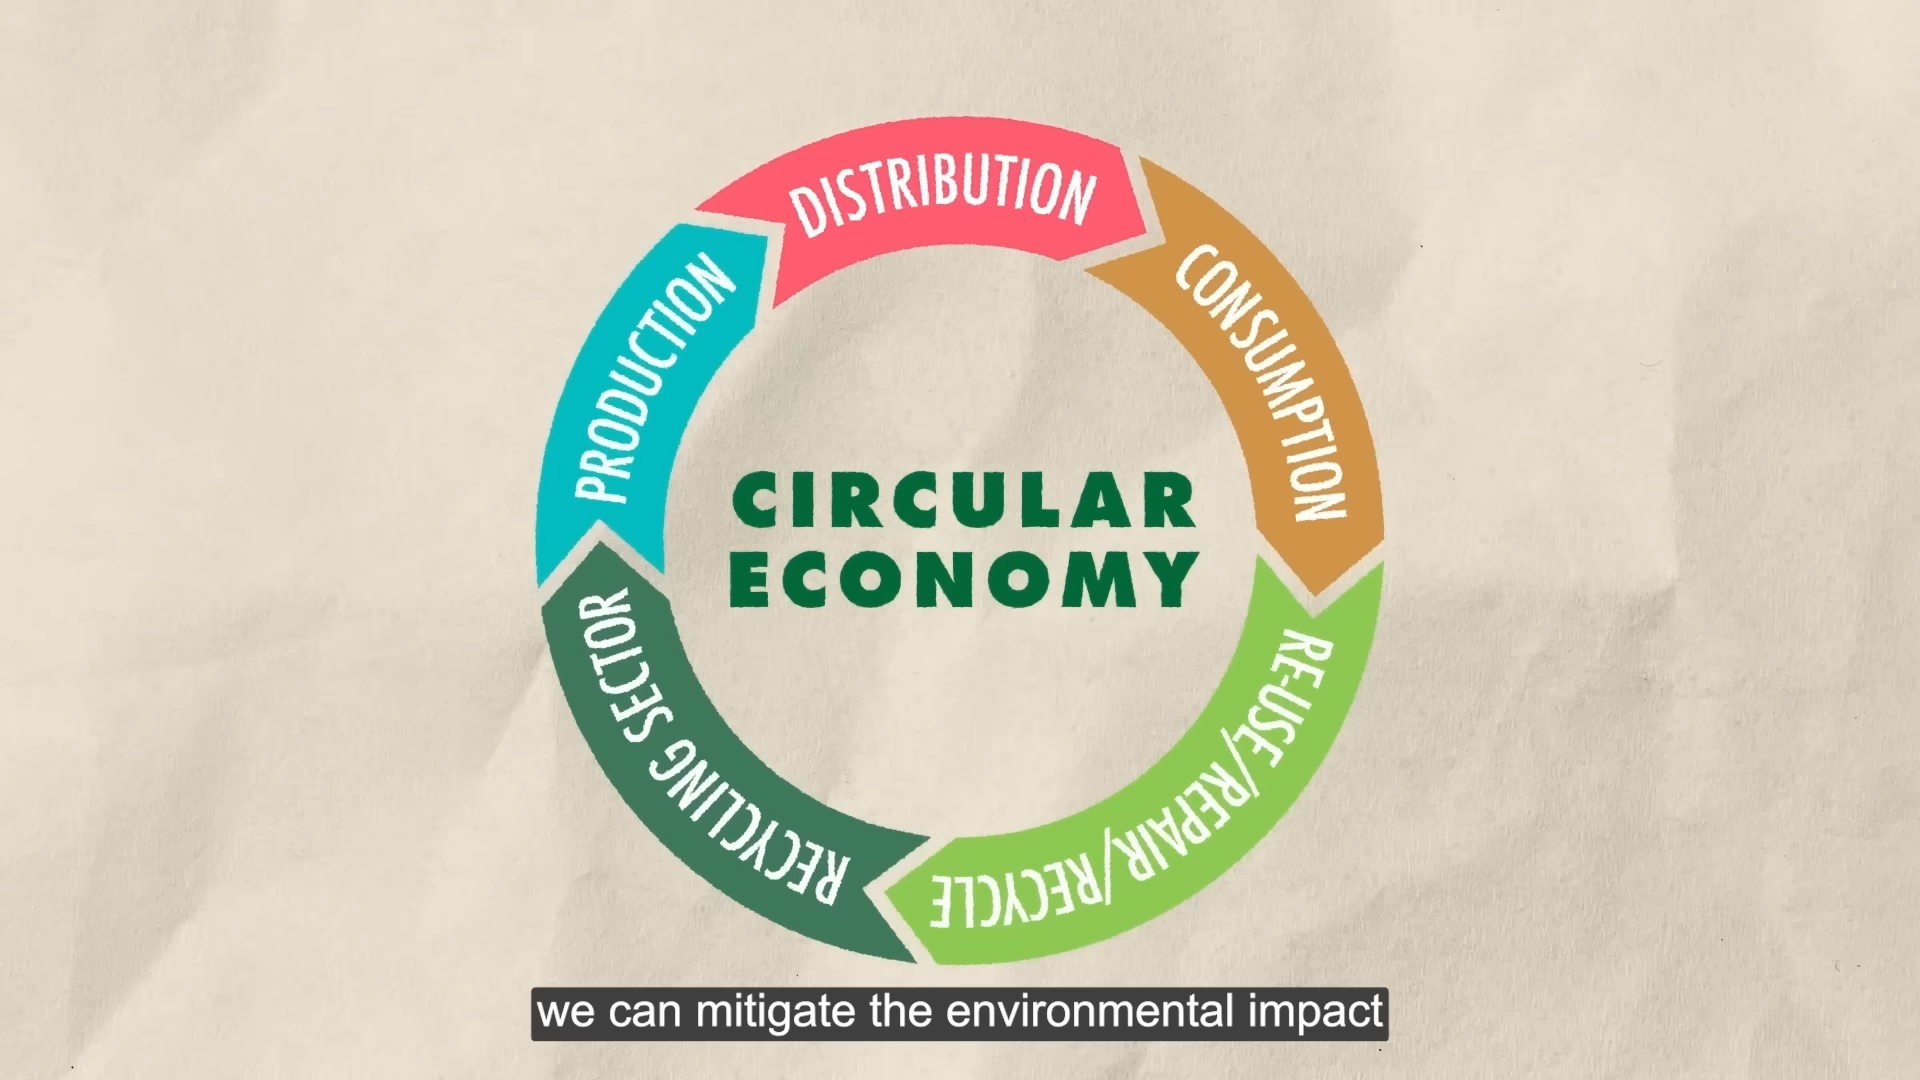 DISTRIBUTION
CONSUMPTION
RE-USE/REPAIR/RECYCLE
RECYCLING SECTOR
PRODUCTION
CIRCULAR
ECONOMY
we can mitigate the environmental impact